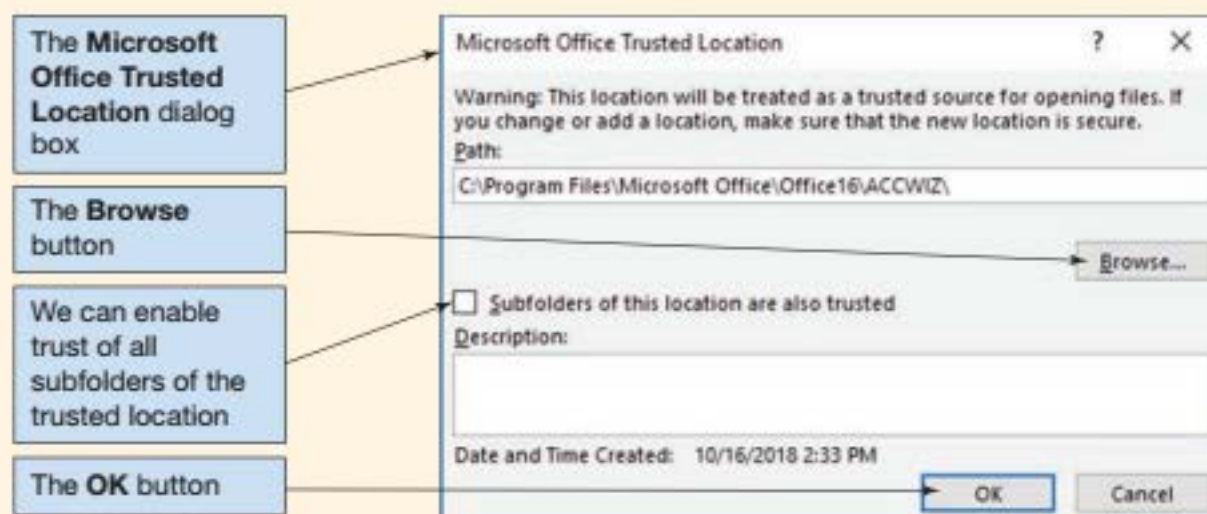 The Microsoft
Office Trusted
Location dialog
box
The Browse
button
We can enable
trust of all
subfolders of the
trusted location
The OK button
Microsoft Office Trusted Location ? X
Warning: This location will be treated as a trusted source for opening files. If
you change or add a location, make sure that the new location is secure.
Path:
C:\Program Files\Microsoft Office\Office16\ACCWIZ\
Browse...
Subfolders of this location are also trusted
Description:
Date and Time Created: 10/16/2018 2:33 PM
OK Cancel